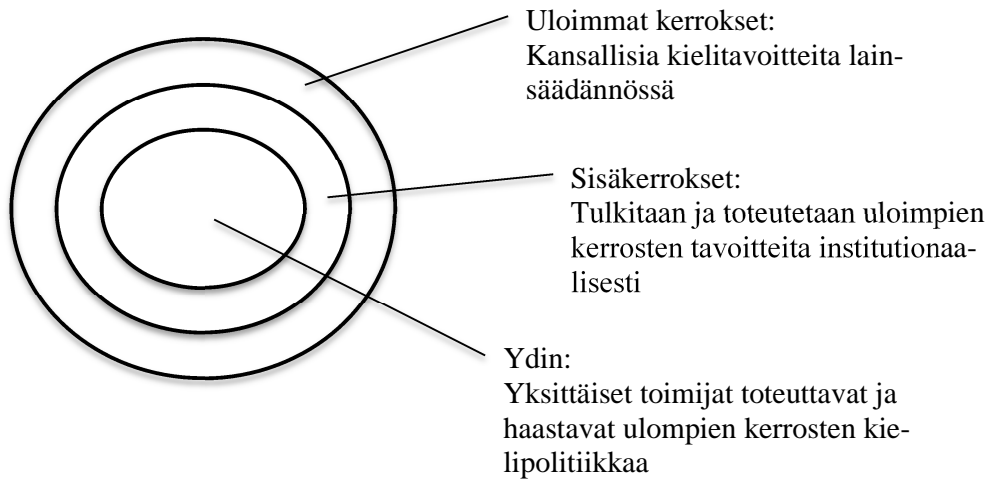 Uloimmat kerrokset:
Kansallisia kielitavoitteita lain-
säädännössä
Sisäkerrokset:
Tulkitaan ja toteutetaan uloimpien
kerrosten tavoitteita institutionaa-
lisesti
Ydin:
Yksittäiset toimijat toteuttavat ja
haastavat ulompien kerrosten kie-
lipolitiikkaa